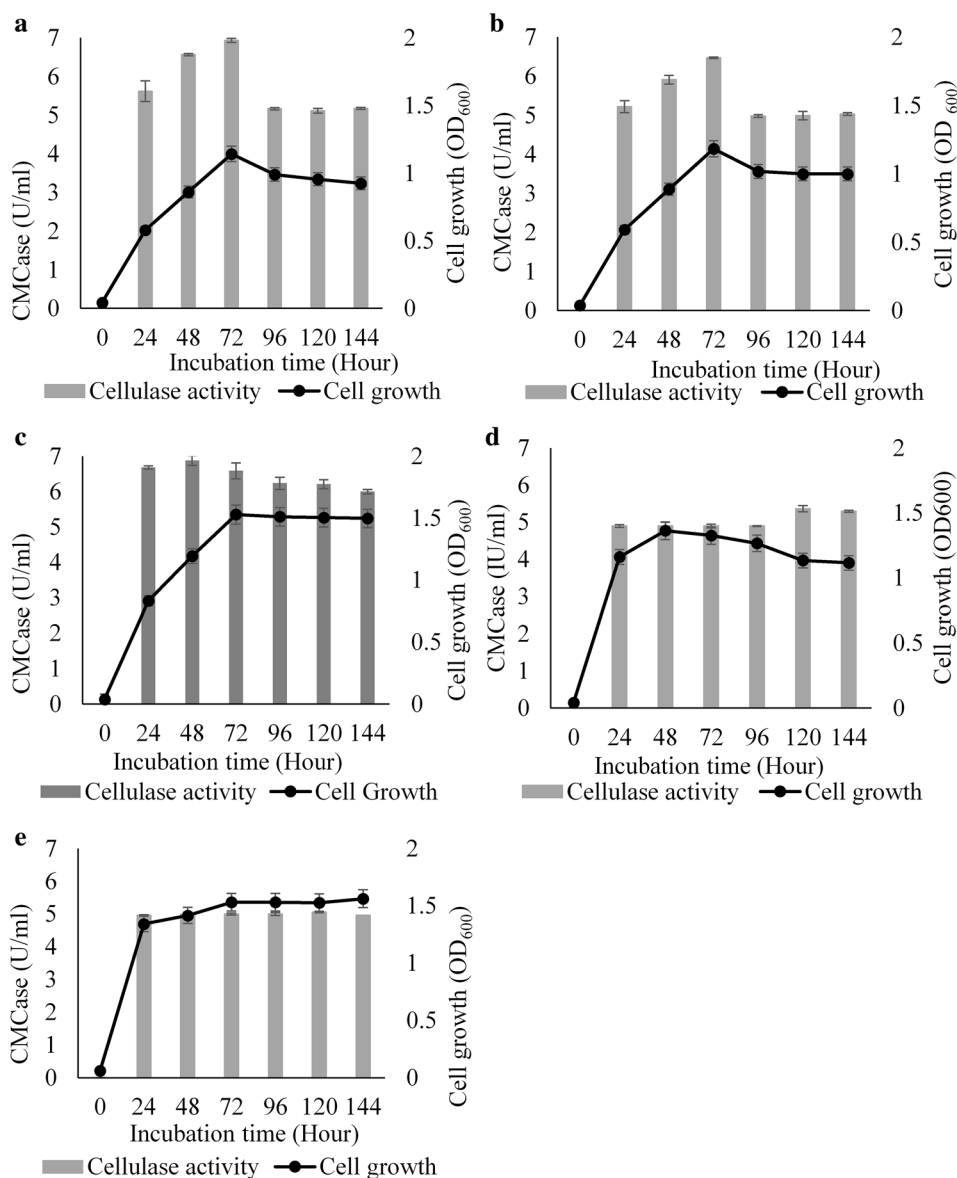 a
7
6
5
4
3
2
1
0
CMCase (U/ml)
2
1.5
1
0.5
0
Cell growth (OD600)
0 24 48 72 96 120 144
Incubation time (Hour)
Cellulase activity Cell growth
b
7
6
5
4
3
2
1
0
CMCase (U/ml)
2
1.5
1
0.5
0
Cell growth (OD 600)
0 24 48 72 96 120 144
Incubation time (Hour)
Cellulase activity Cell growth
c
7
6
5
4
3
2
1
0
CMCase (U/ml)
2
1.5
1
0.5
0
Cell growth (OD600)
0 24 48 72 96 120 144
Incubation time (Hour)
Cellulase activity Cell Growth
d
7
6
5
4
3
2
1
0
CMCase (IU/ml)
2
1.5
1
0.5
0
Cell growth (OD600)
0 24 48 72 96 120 144
Incubation time (Hour)
Cellulase activity Cell growth
e
7
6
5
4
3
2
1
0
CMCase (U/ml)
2
1.5
1
0.5
0
Cell growth (OD600)
0 24 48 72 96 120 144
Incubation time (Hour)
Cellulase activity Cell growth